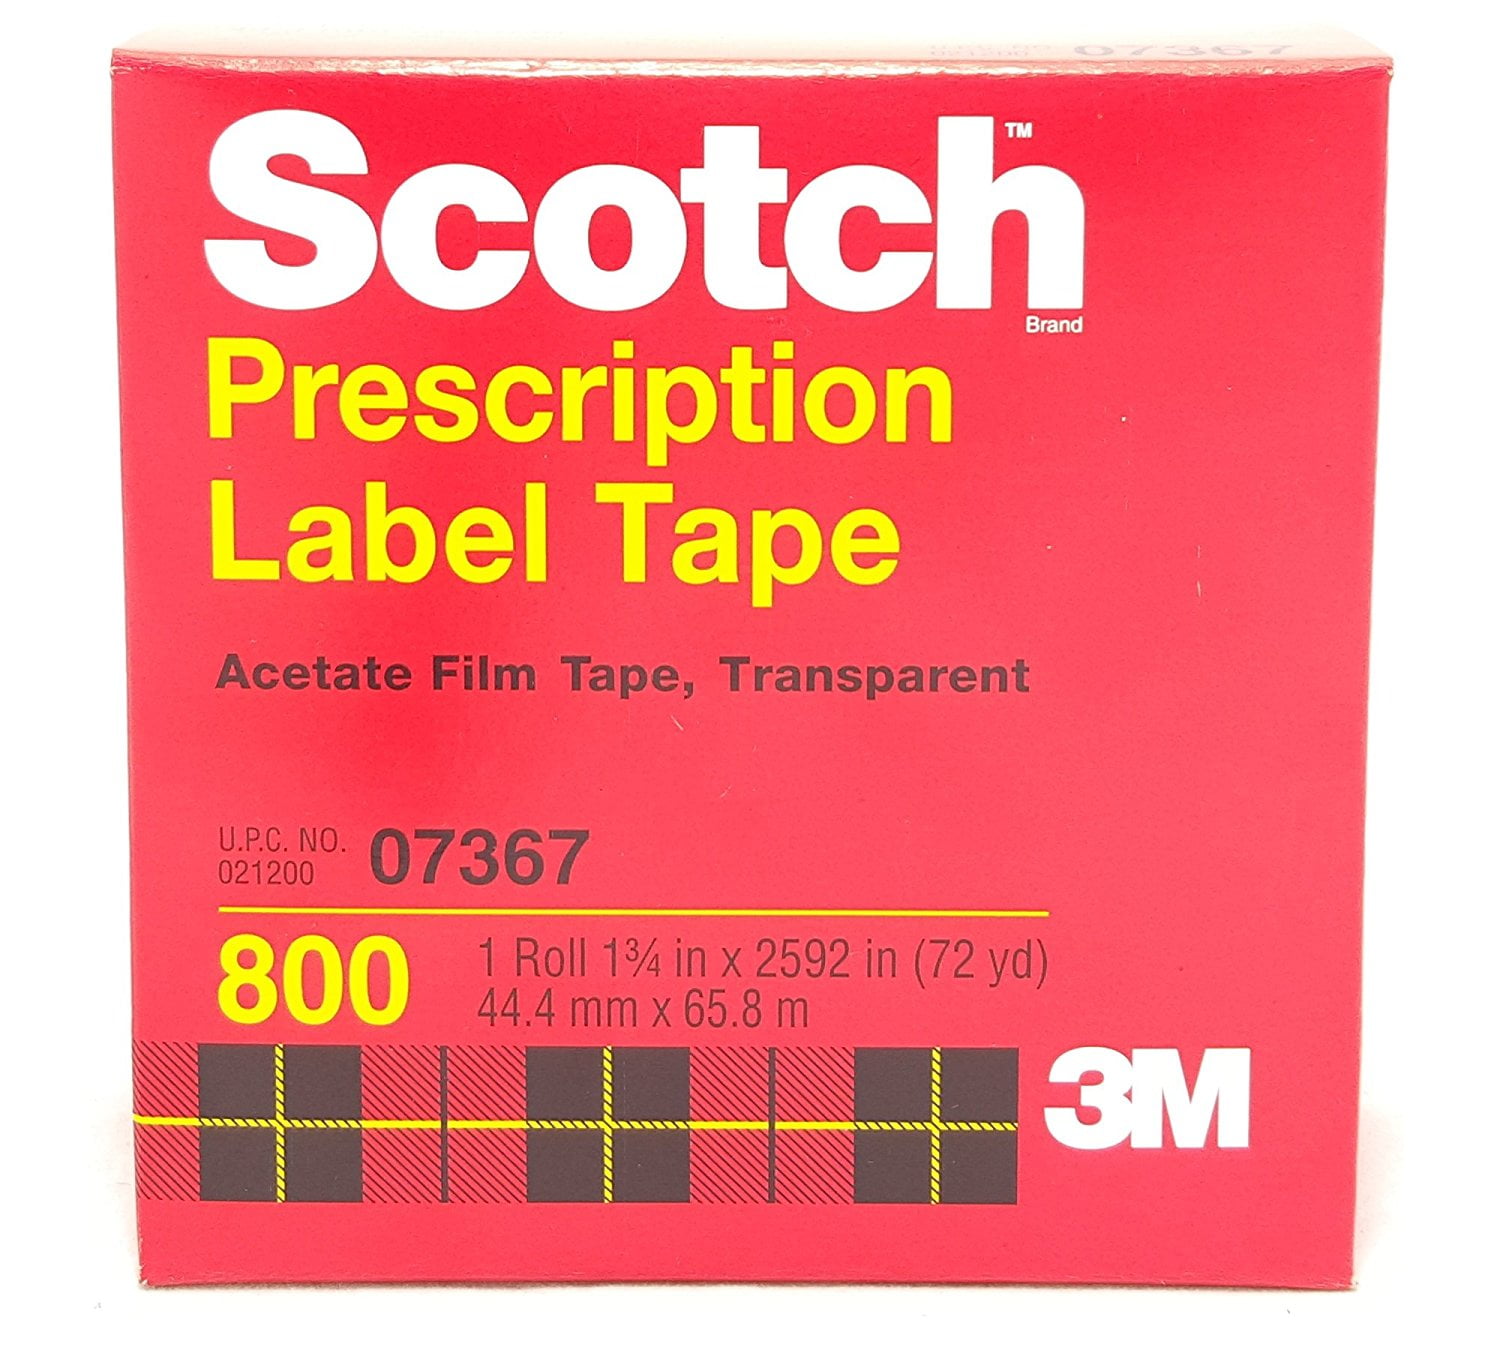 07367
Scotch™
Brand
Prescription
Label Tape
Acetate Film Tape, Transparent
U.P.C. NO.
021200 07367
800
1 Roll 1¾ in x 2592 in (72 yd)
44.4 mm x 65.8 m
3M